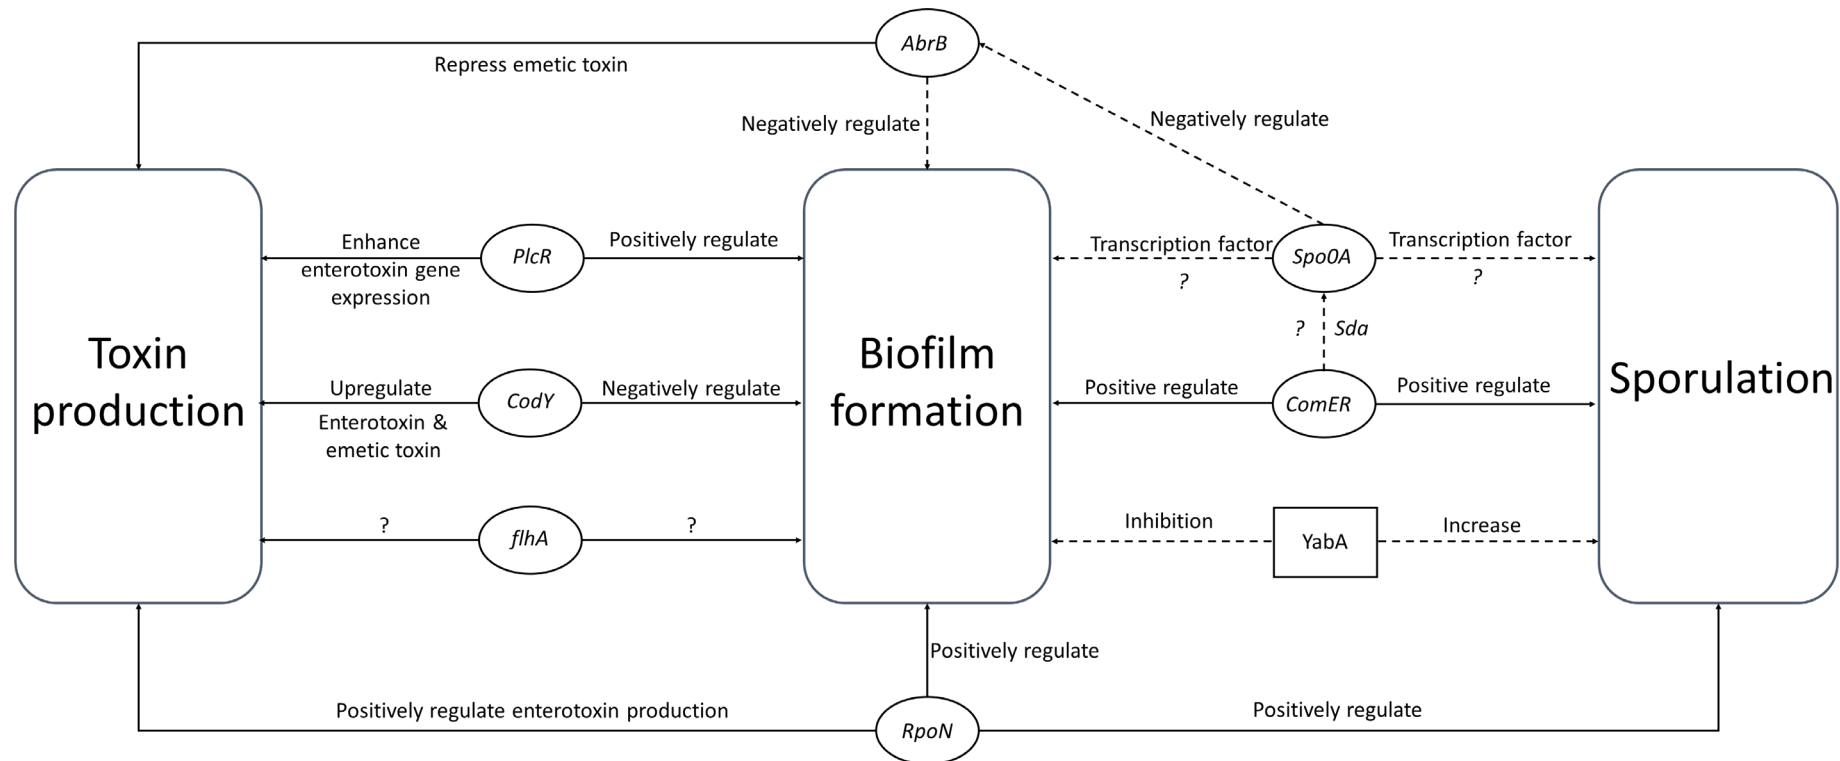 AbrB
Repress emetic toxin
Negatively regulate
Negatively regulate
Enhance
enterotoxin gene
expression
PlcR
Positively regulate
Transcription factor
?
Spo0A
Transcription factor
?
? Sda
Toxin
production
Biofilm
formation
Sporulation
Upregulate
Enterotoxin &
emetic toxin
CodY
Negatively regulate
Positive regulate
ComER
Positive regulate
?
flhA
?
Inhibition
YabA
Increase
Positively regulate
Positively regulate enterotoxin production
RpoN
Positively regulate